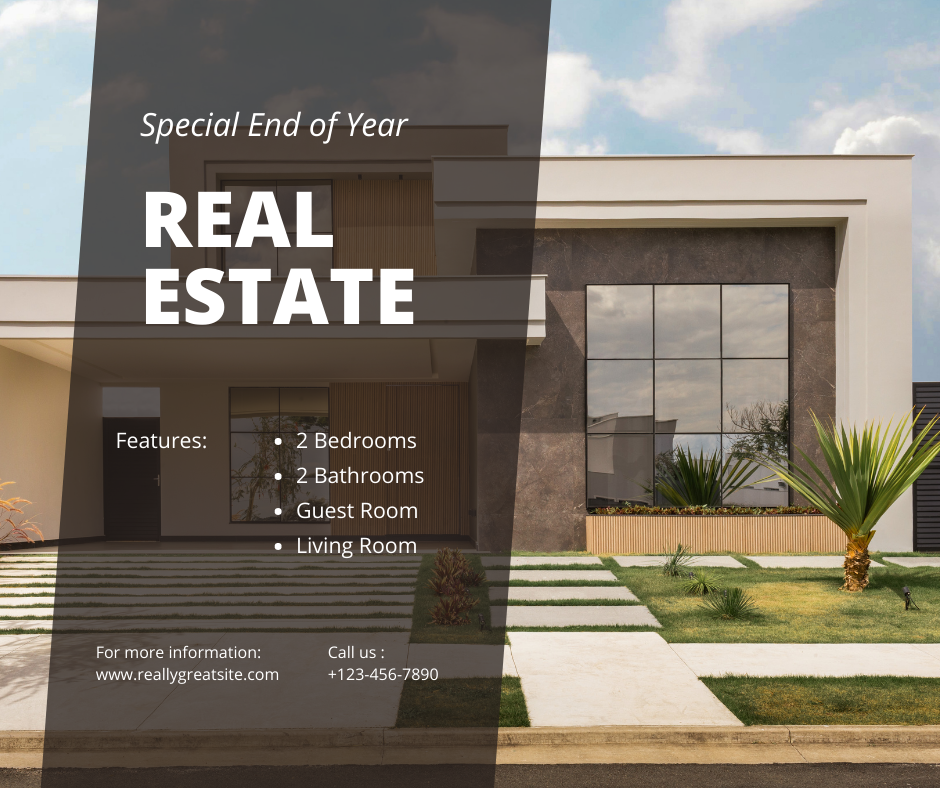 Special End of Year
REAL
ESTATE
Features:
• 2 Bedrooms
• 2 Bathrooms
• Guest Room
• Living Room
For more information:
www.reallygreatsite.com
Call us :
+123-456-7890